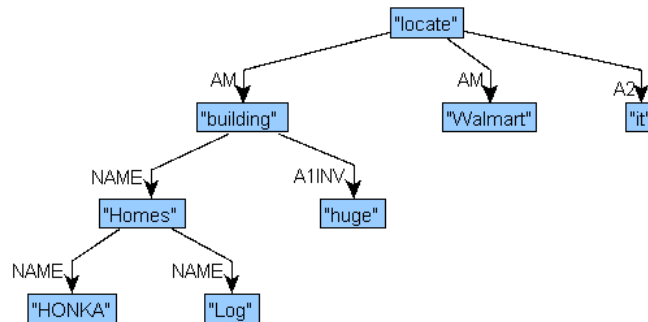 "locate"
AM AM A2
"building" "Walmart" "it"
NAME A1INV
"Homes" "huge"
NAME NAME
"HONKA" "Log"